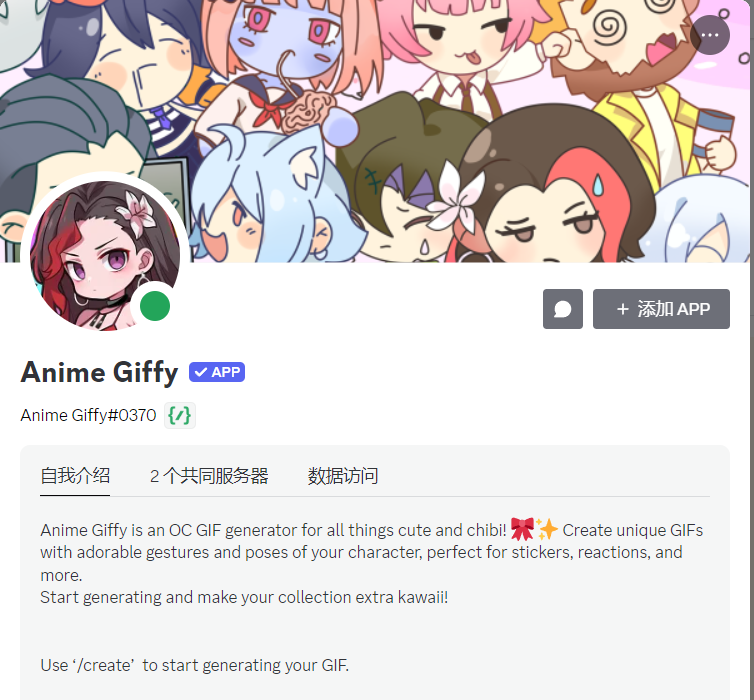 + 添加 APP
Anime Giffy ✓ APP
Anime Giffy#0370 {/}
自我介绍 2 个共同服务器 数据访问
Anime Giffy is an OC GIF generator for all things cute and chibi! 🎀✨ Create unique GIFs
with adorable gestures and poses of your character, perfect for stickers, reactions, and
more.
Start generating and make your collection extra kawaii!
Use ‘/create’ to start generating your GIF.